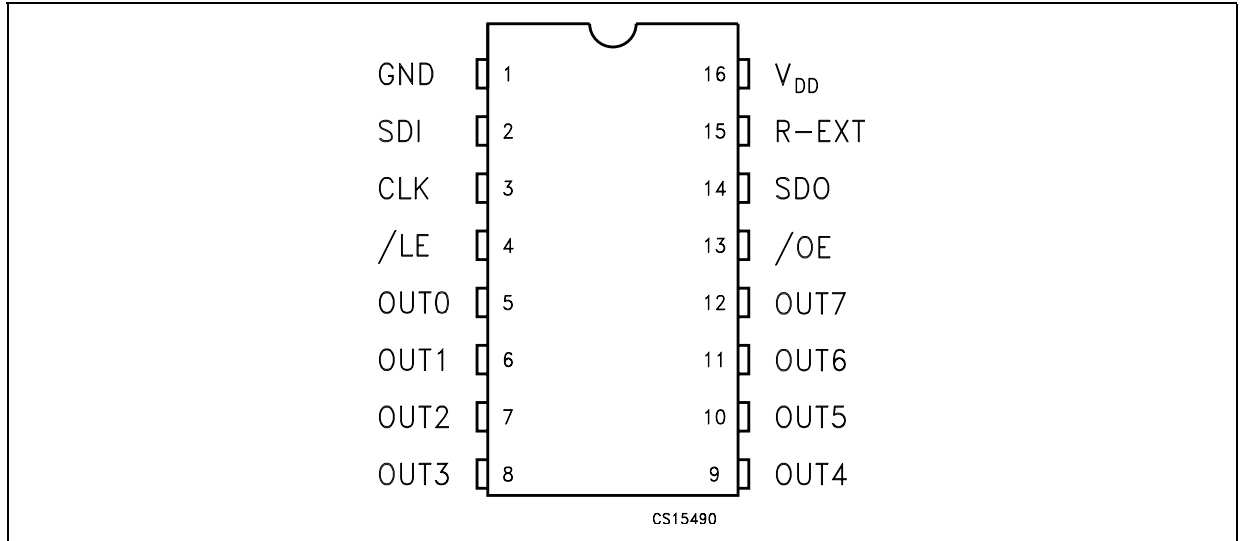 GND 1 16 V_DD
SDI 2 15 R-EXT
CLK 3 14 SDO
/LE 4 13 /OE
OUT0 5 12 OUT7
OUT1 6 11 OUT6
OUT2 7 10 OUT5
OUT3 8 9 OUT4
CS15490